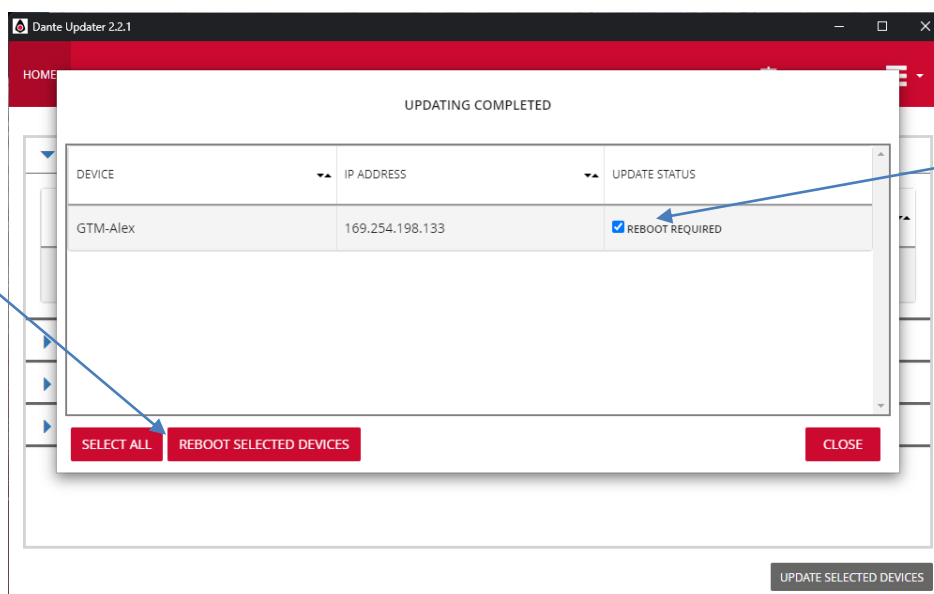 Dante Updater 2.2.1
HOME
UPDATING COMPLETED
DEVICE IP ADDRESS UPDATE STATUS
GTM-Alex 169.254.198.133 REBOOT REQUIRED
SELECT ALL REBOOT SELECTED DEVICES CLOSE
UPDATE SELECTED DEVICES